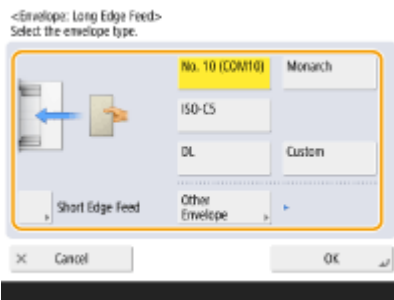 <Envelope: Long Edge Feed>
Select the envelope type.
No. 10 (COM10)
Monarch
ISO-C5
DL
Custom
Short Edge Feed
Other
Envelope
× Cancel
OK